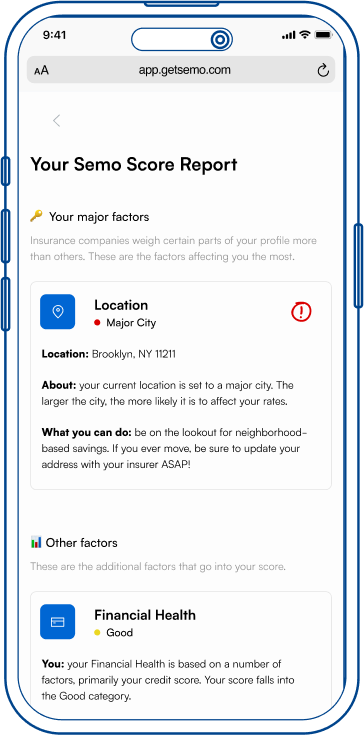 9:41
AA
app.getsemo.com
Your Semo Score Report
Your major factors
Insurance companies weigh certain parts of your profile more
than others. These are the factors affecting you the most.
Location
Major City
Location: Brooklyn, NY 11211
About: your current location is set to a major city. The
larger the city, the more likely it is to affect your rates.
What you can do: be on the lookout for neighborhood-
based savings. If you ever move, be sure to update your
address with your insurer ASAP!
Other factors
These are the additional factors that go into your score.
Financial Health
Good
You: your Financial Health is based on a number of
factors, primarily your credit score. Your score falls into
the Good category.